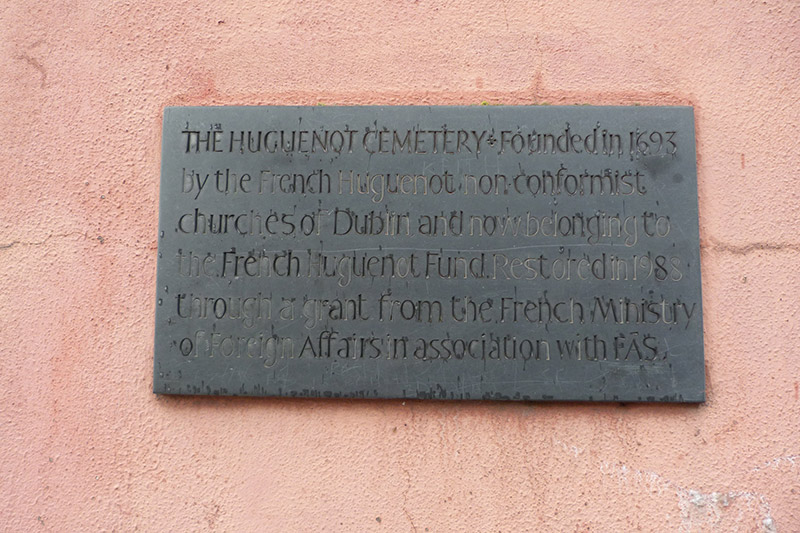 THE HUGUENOT CEMETERY + Founded in 1693
by the French Huguenot non conformist
churches of Dublin and now belonging to
the French Huguenot Fund. Restored in 1988
through a grant from the French Ministry
of Foreign Affairs in association with FÁS.